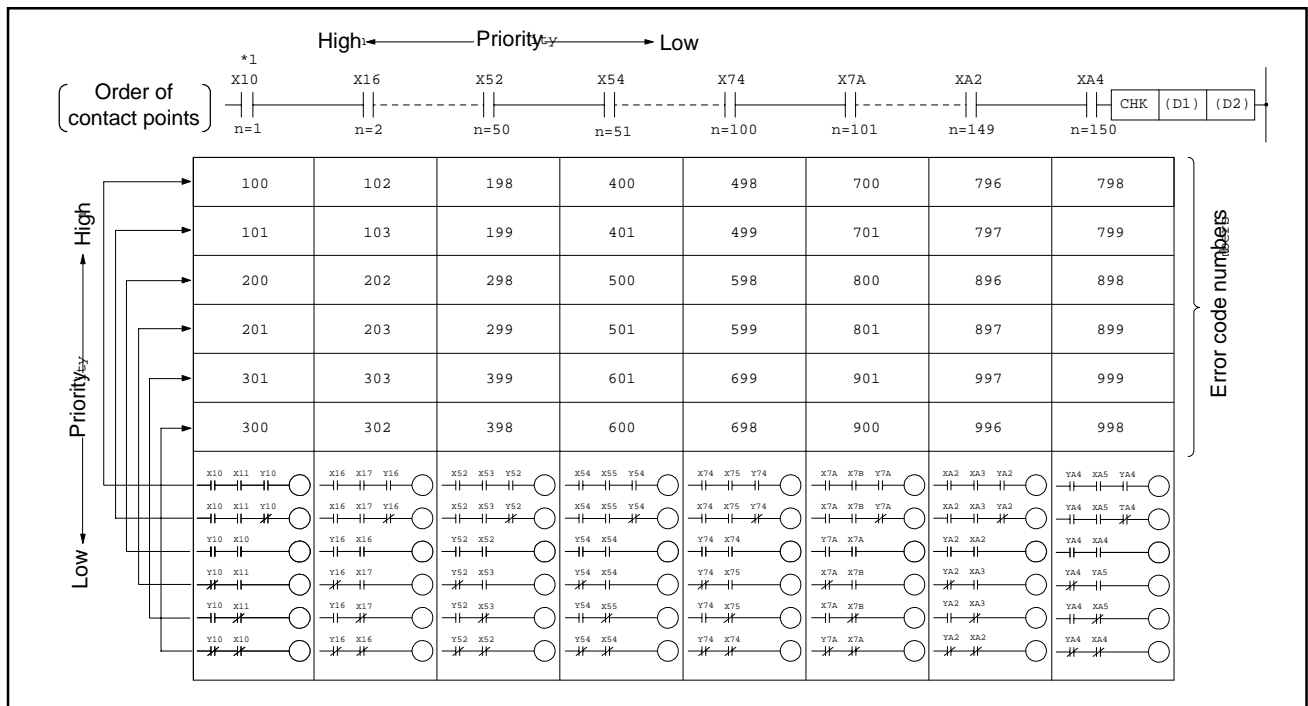 High Priority Low
*1
X10 X16 X52 X54 X74 X7A XA2 XA4
Order of
contact points
CHK (D1) (D2)
n=1 n=2 n=50 n=51 n=100 n=101 n=149 n=150
100 102 198 400 498 700 796 798
101 103 199 401 499 701 797 799
200 202 298 500 598 800 896 898
201 203 299 501 599 801 897 899
301 303 399 601 699 901 997 999
300 302 398 600 698 900 996 998
High
Priority
Low
Error code numbers
X10 X11 Y10 X16 X17 Y16 X52 X53 Y52 X54 X55 Y54 X74 X75 Y74 X7A X7B Y7A XA2 XA3 YA2 YA4 XA5 YA4
X10 X11 Y10 X16 X17 Y16 X52 X53 Y52 X54 X55 Y54 X74 X75 Y74 X7A X7B Y7A XA2 XA3 YA2 YA4 XA5 TA4
Y10 X10 Y16 X16 Y52 X52 Y54 X54 Y74 X74 Y7A X7A YA2 XA2 YA4 XA4
Y10 X11 Y16 X17 Y52 X53 Y54 X54 Y74 X75 X7A X7B YA2 XA3 YA4 YA5
Y10 X11 Y16 X17 Y52 X53 Y54 X55 Y74 X75 X7A X7B YA2 XA3 YA4 XA5
Y10 X10 Y16 X16 Y52 X52 Y54 X54 Y74 X74 Y7A X7A YA2 XA2 YA4 XA4